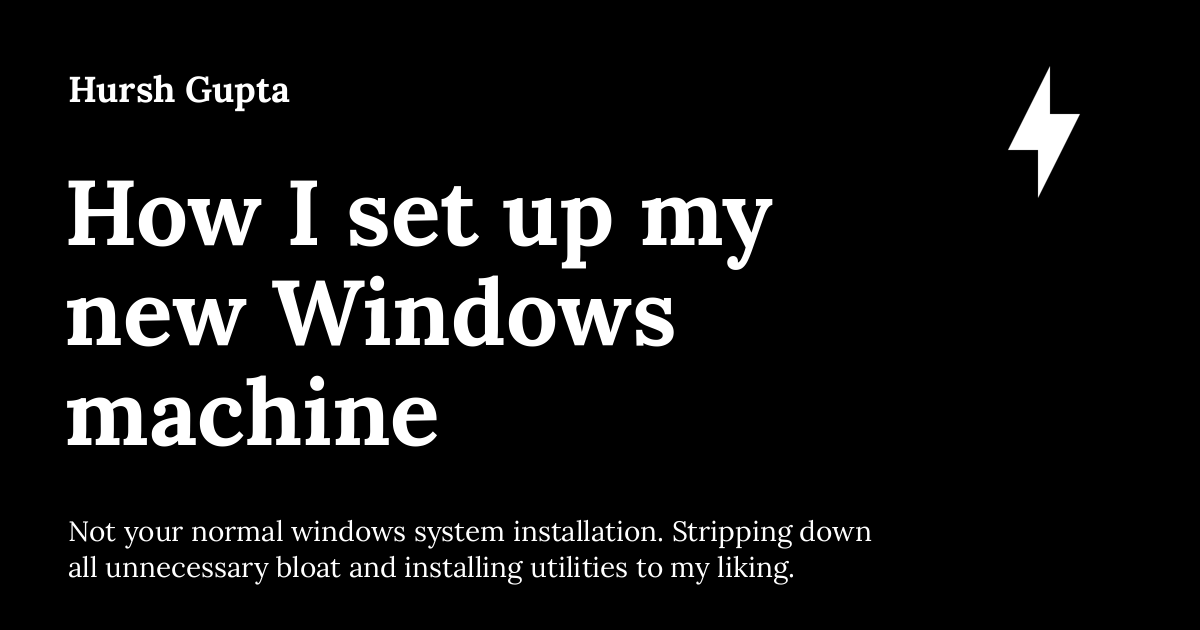 Hursh Gupta
How I set up my
new Windows
machine
Not your normal windows system installation. Stripping down
all unnecessary bloat and installing utilities to my liking.